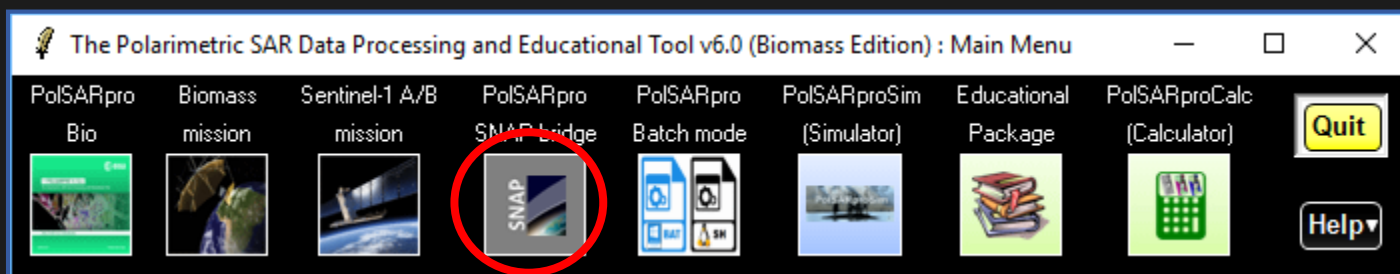 The Polarimetric SAR Data Processing and Educational Tool v6.0 (Biomass Edition) : Main Menu
PolSARpro Biomass Sentinel-1 A/B PolSARpro PolSARpro PolSARproSim Educational PolSARproCalc
Bio mission mission SNAP bridge Batch mode (Simulator) Package (Calculator)
Quit
esa
SNAP
PolSARproSim
BAT
SH
Help